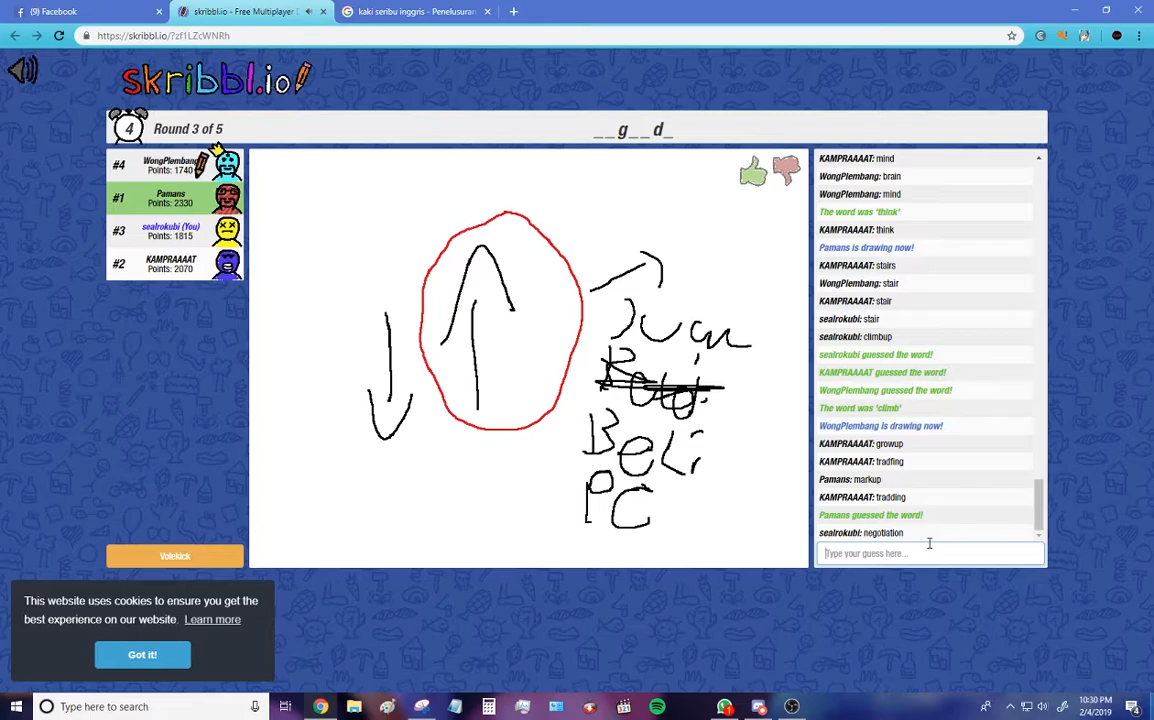 (9) Facebook
skribbl.io - Free Multiplayer D
kaki seribu inggris - Penelusuran
https://skribbl.io/?zf1LZcWNRh
skribbl.io
4
Round 3 of 5
__g__d_
#4
WongPlembang
Points: 1740
#1
Pamans
Points: 2330
#3
sealrokubi (You)
Points: 1815
#2
KAMPRAAAAT
Points: 2070
Votekick
Beli
PC
KAMPRAAAAT: mind
WongPlembang: brain
WongPlembang: mind
The word was 'think'
KAMPRAAAAT: think
Pamans is drawing now!
KAMPRAAAAT: stairs
WongPlembang: stair
KAMPRAAAAT: stair
sealrokubi: stair
sealrokubi: climbup
sealrokubi guessed the word!
KAMPRAAAAT guessed the word!
WongPlembang guessed the word!
The word was 'climb'
WongPlembang is drawing now!
KAMPRAAAAT: growup
KAMPRAAAAT: tradfing
Pamans: markup
KAMPRAAAAT: tradding
Pamans guessed the word!
sealrokubi: negotiation
Type your guess here...
This website uses cookies to ensure you get the
best experience on our website. Learn more
Got it!
Type here to search
10:30 PM
2/4/2019